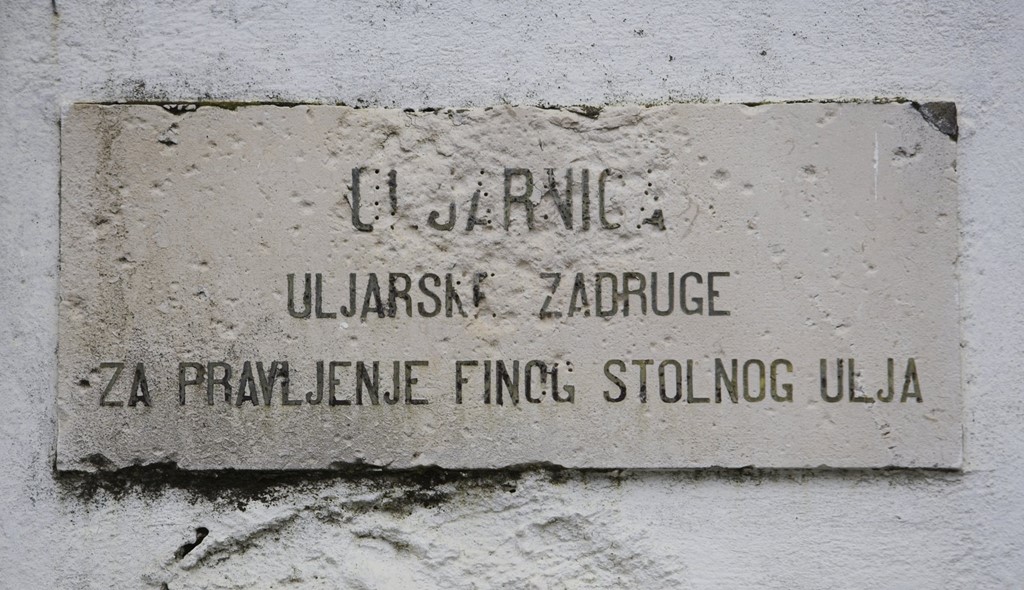 ULJARNICA
ULJARSKE ZADRUGE
ZA PRAVLJENJE FINOG STOLNOG ULJA